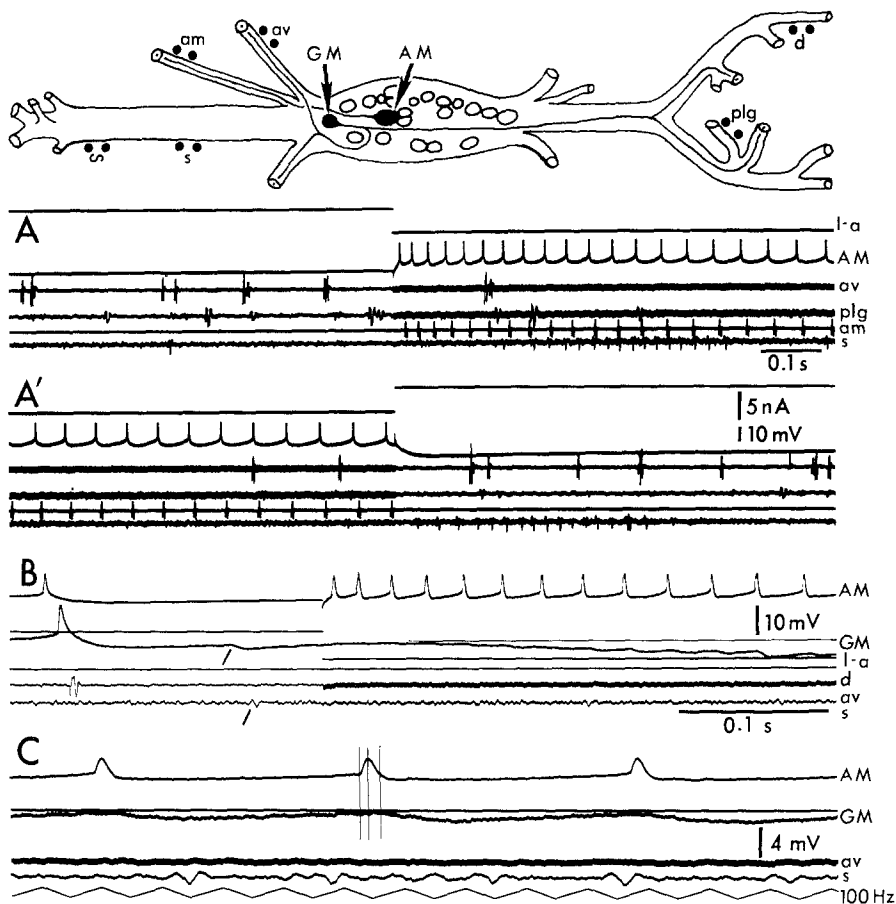 am
av
GM
AM
d
plg
s
s
A
I-a
AM
av
plg
am
s
0.1 s
A'
5 nA
10 mV
B
AM
10 mV
GM
I-a
d
av
s
0.1 s
C
AM
GM
4 mV
av
s
100 Hz